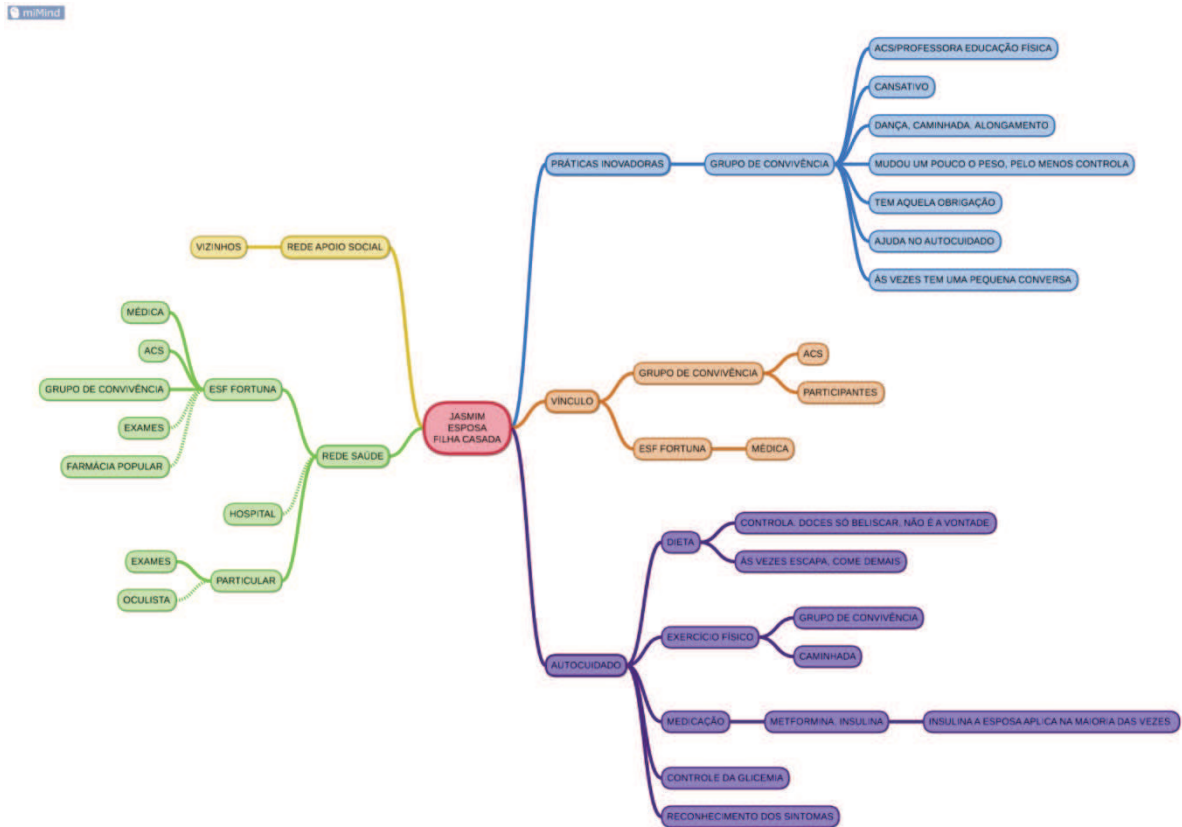 miMind
ACS/PROFESSORA EDUCAÇÃO FÍSICA
CANSATIVO
DANÇA, CAMINHADA. ALONGAMENTO
PRÁTICAS INOVADORAS
GRUPO DE CONVIVÊNCIA
MUDOU UM POUCO O PESO, PELO MENOS CONTROLA
TEM AQUELA OBRIGAÇÃO
AJUDA NO AUTOCUIDADO
ÀS VEZES TEM UMA PEQUENA CONVERSA
VIZINHOS
REDE APOIO SOCIAL
MÉDICA
ACS
GRUPO DE CONVIVÊNCIA
EXAMES
FARMÁCIA POPULAR
ESF FORTUNA
REDE SAÚDE
HOSPITAL
EXAMES
OCULISTA
PARTICULAR
JASMIM
ESPOSA
FILHA CASADA
VÍNCULO
GRUPO DE CONVIVÊNCIA
ACS
PARTICIPANTES
ESF FORTUNA
MÉDICA
AUTOCUIDADO
DIETA
CONTROLA. DOCES SÓ BELISCAR, NÃO É A VONTADE
ÀS VEZES ESCAPA, COME DEMAIS
EXERCÍCIO FÍSICO
GRUPO DE CONVIVÊNCIA
CAMINHADA
MEDICAÇÃO
METFORMINA. INSULINA
INSULINA A ESPOSA APLICA NA MAIORIA DAS VEZES
CONTROLE DA GLICEMIA
RECONHECIMENTO DOS SINTOMAS